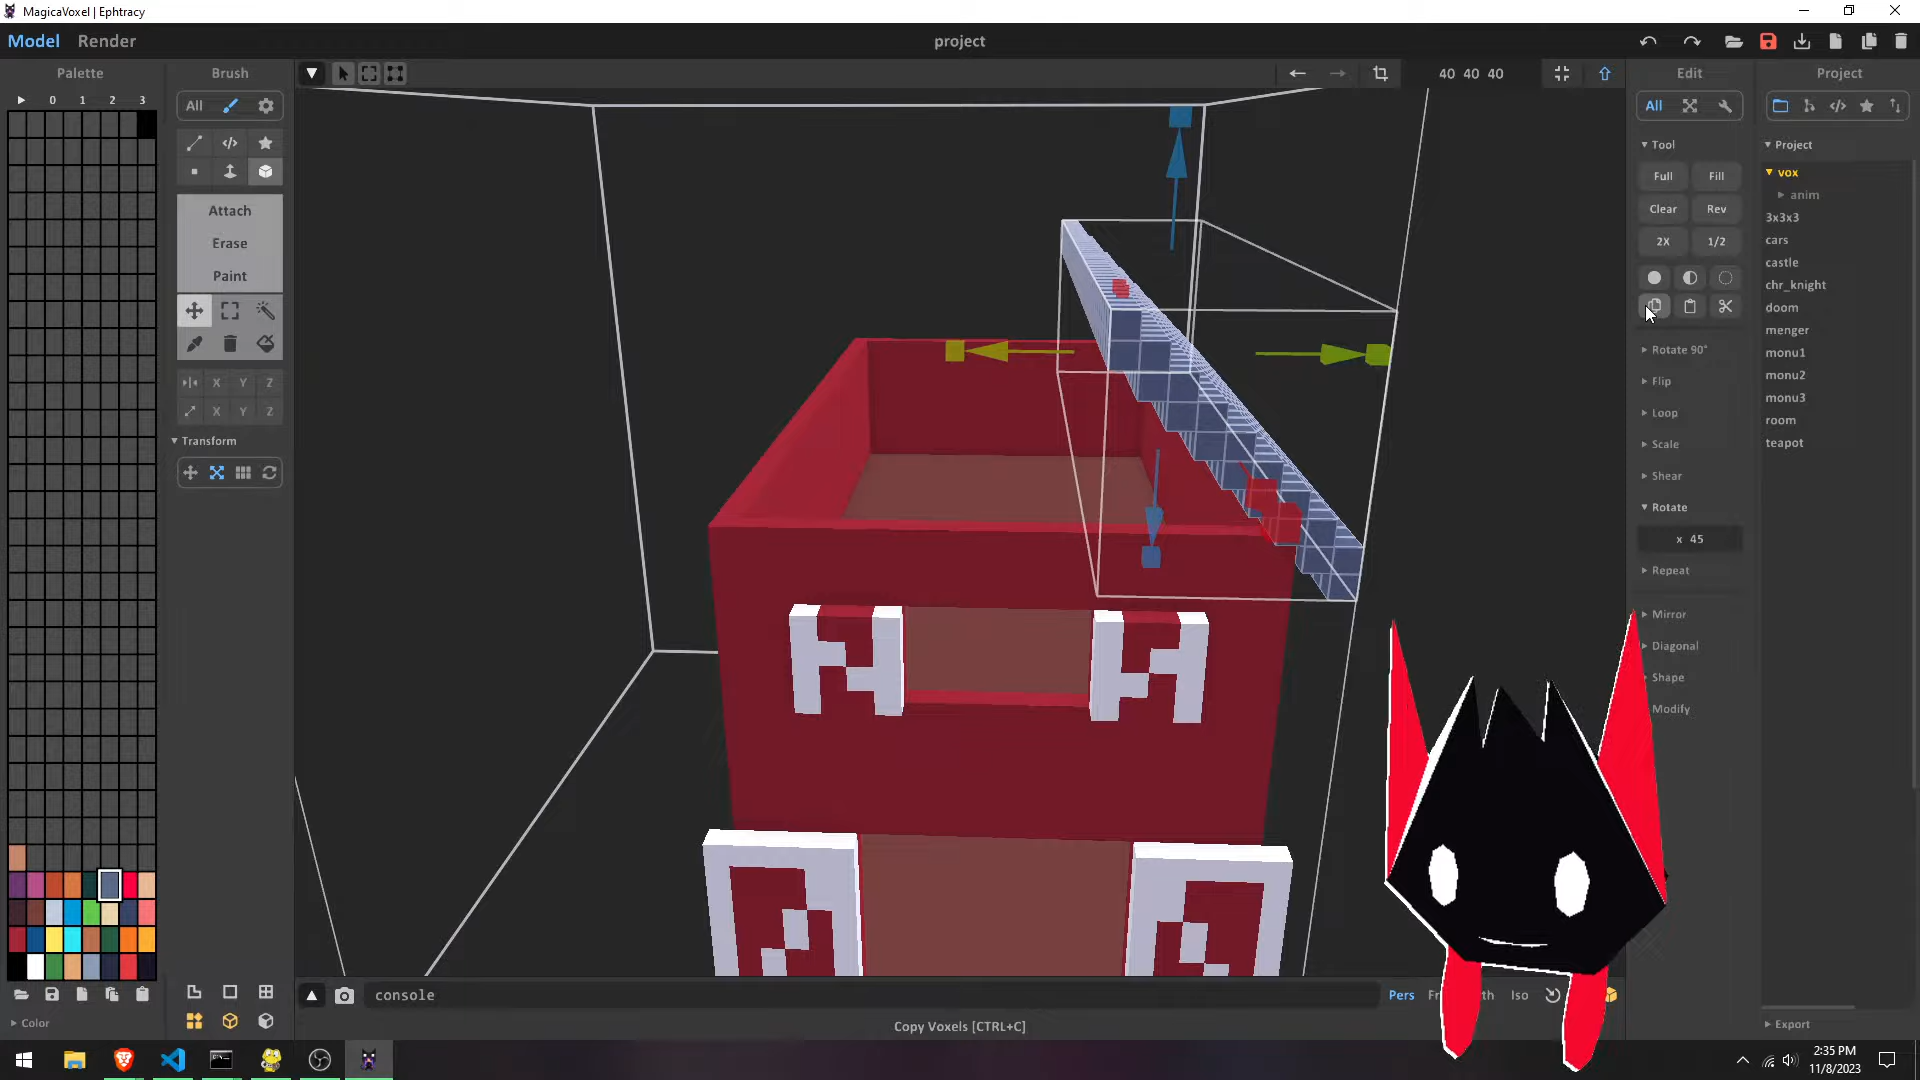 MagicaVoxel | Ephtracy
Model Render
project
Palette
Brush
40 40 40
Edit
Project
0 1 2 3
All
All
Tool
Project
Full Fill
vox
anim
Attach
Clear Rev
3x3x3
Erase
2X 1/2
cars
Paint
castle
chr_knight
doom
menger
Rotate 90°
monu1
X Y Z
Flip
monu2
X Y Z
Loop
monu3
room
Transform
Scale
teapot
Shear
Rotate
x 45
Repeat
Mirror
Diagonal
Shape
Modify
console
Pers Fr th Iso
Color
Copy Voxels [CTRL+C]
Export
2:35 PM
11/8/2023